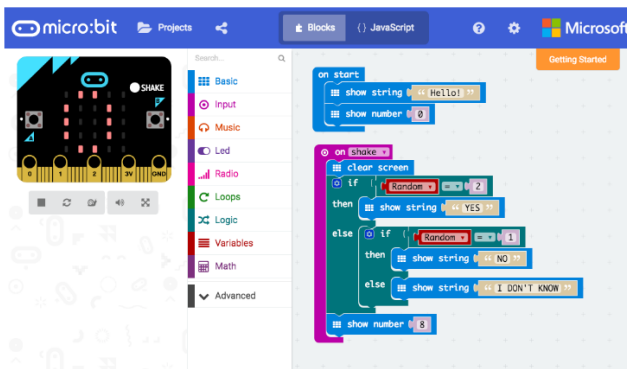 micro:bit Projects Blocks {} JavaScript ? Microsoft
Getting Started
Search...
Basic
Input
Music
Led
Radio
Loops
Logic
Variables
Math
Advanced
SHAKE
F
A
0 1 2 3V GND
on start
show string “ Hello! ”
show number 0
on shake
clear screen
if Random = 2
then show string “ YES ”
else if Random = 1
then show string “ NO ”
else show string “ I DON'T KNOW ”
show number 8